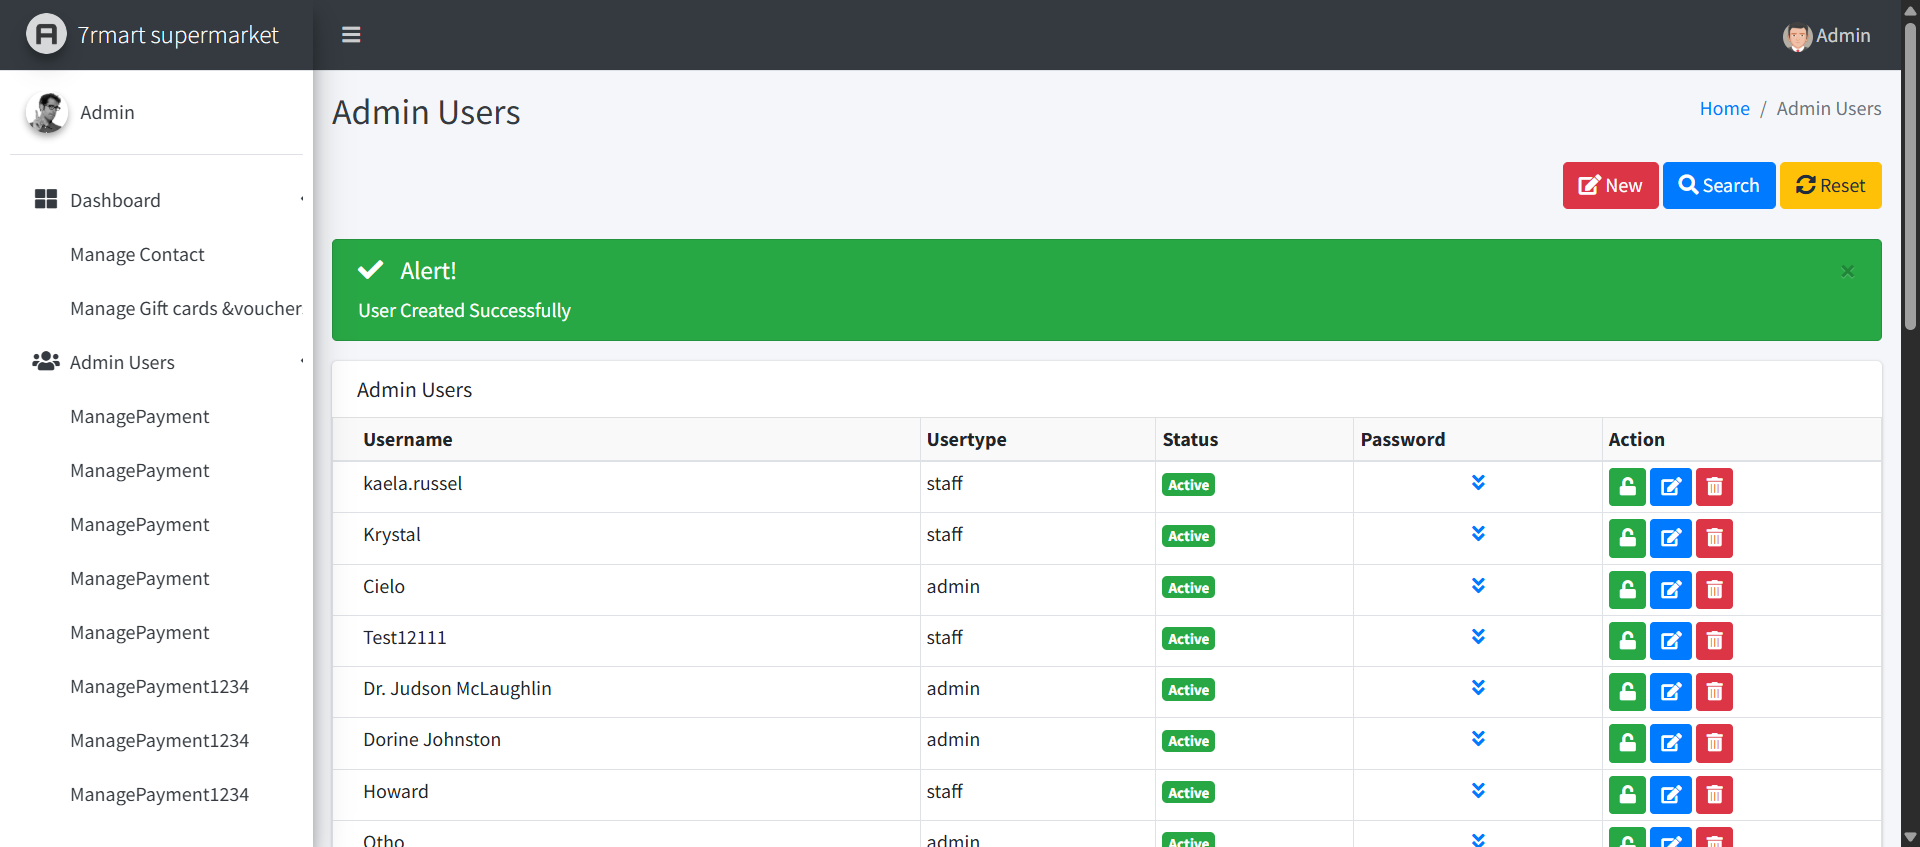 7rmart supermarket
Admin
Admin
Dashboard
Manage Contact
Manage Gift cards &voucher
Admin Users
ManagePayment
ManagePayment
ManagePayment
ManagePayment
ManagePayment
ManagePayment1234
ManagePayment1234
ManagePayment1234
Admin Users
Home / Admin Users
New Search Reset
Alert! ×
User Created Successfully
Admin Users
Username Usertype Status Password Action
kaela.russel staff Active
Krystal staff Active
Cielo admin Active
Test12111 staff Active
Dr. Judson McLaughlin admin Active
Dorine Johnston admin Active
Howard staff Active
Otho admin Active